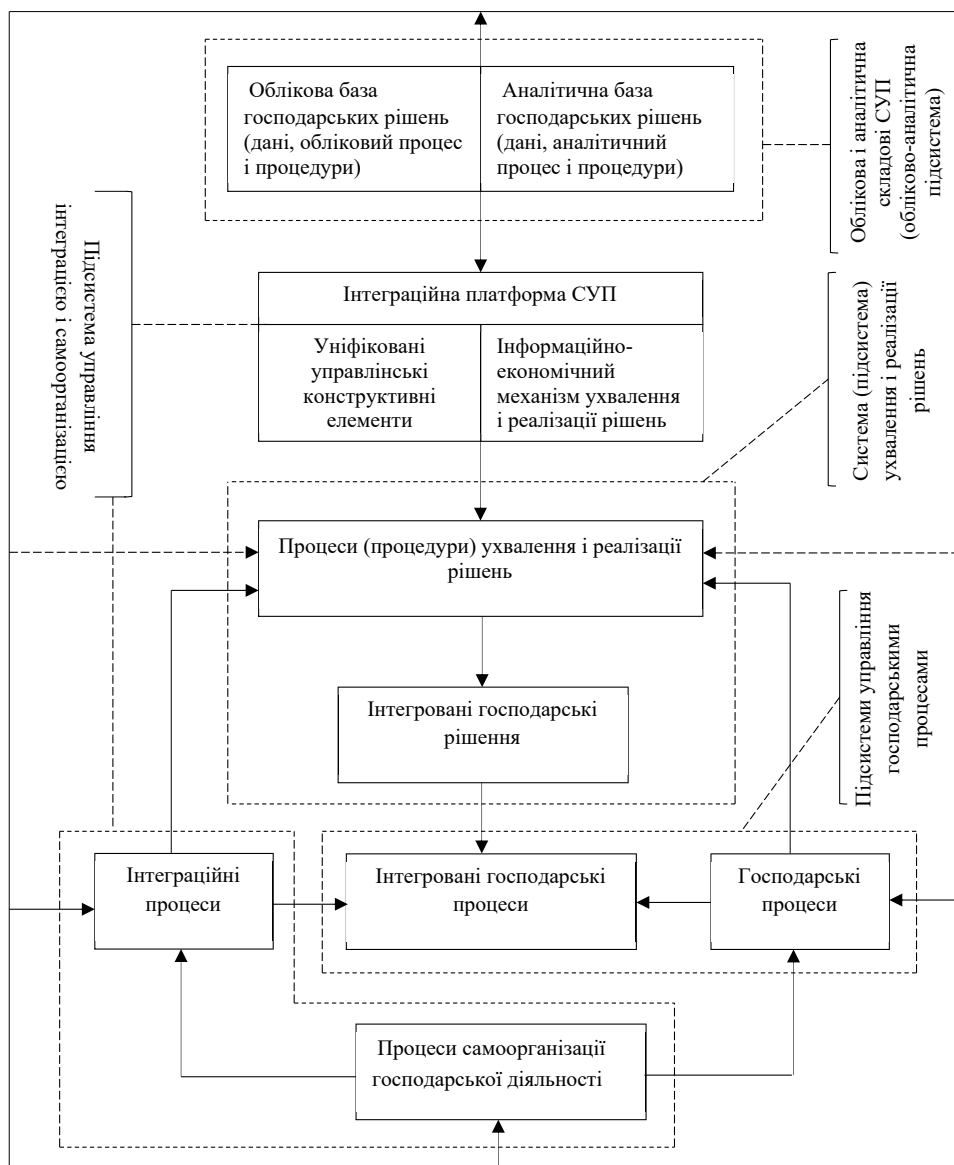 Облікова база
господарських рішень
(дані, обліковий процес
і процедури)
Аналітична база
господарських рішень
(дані, аналітичний
процес і процедури)
Облікова і аналітична
складові СУП
(обліково-аналітична
підсистема)
Підсистема управління
інтеграцією і самоорганізацією
Інтеграційна платформа СУП
Уніфіковані
управлінські
конструктивні
елементи
Інформаційно-
економічний
механізм ухвалення
і реалізації рішень
Система (підсистема)
ухвалення і реалізації
рішень
Процеси (процедури) ухвалення і реалізації
рішень
Інтегровані господарські
рішення
Підсистеми управління
господарськими
процесами
Інтеграційні
процеси
Інтегровані господарські
процеси
Господарські
процеси
Процеси самоорганізації
господарської діяльності